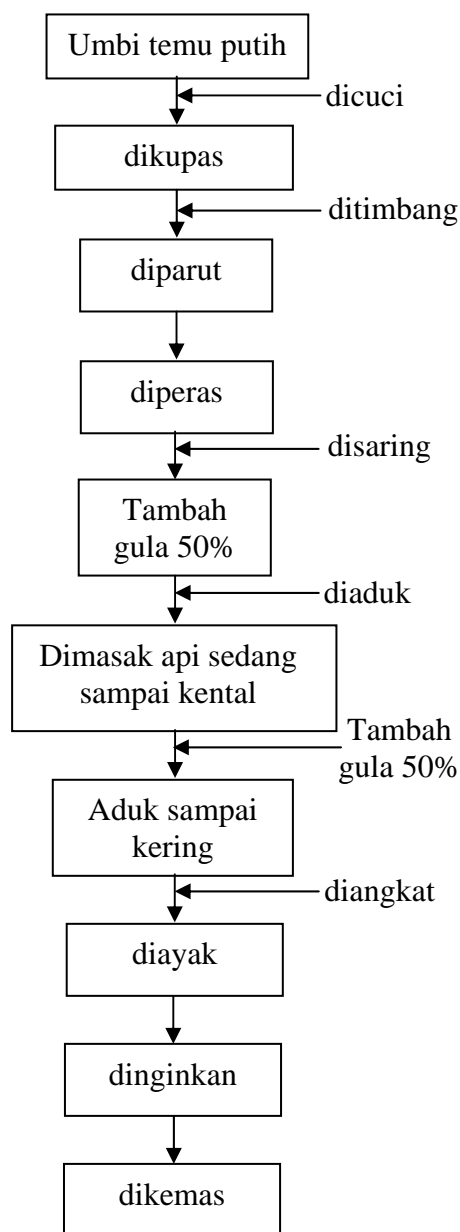 Umbi temu putih
dicuci
dikupas
ditimbang
diparut
diperas
disaring
Tambah
gula 50%
diaduk
Dimasak api sedang
sampai kental
Tambah
gula 50%
Aduk sampai
kering
diangkat
diayak
dinginkan
dikemas